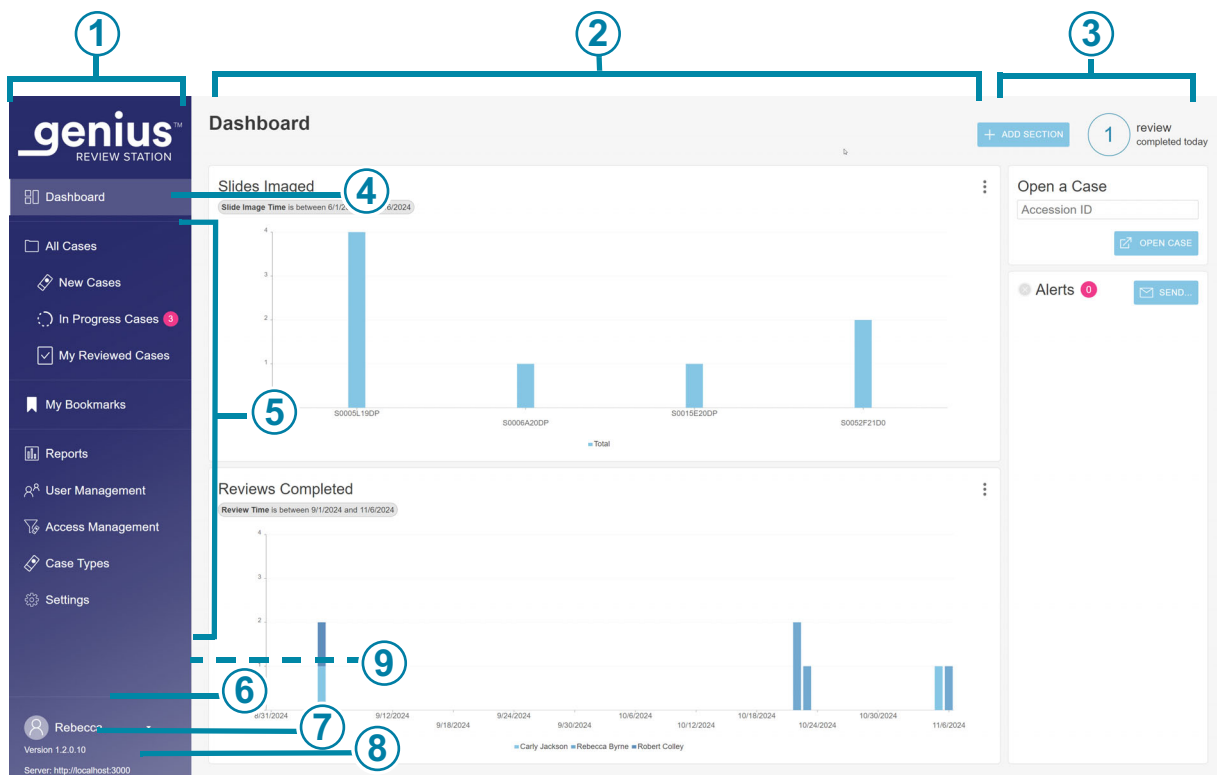 1
2
3
genius™
REVIEW STATION
Dashboard
All Cases
New Cases
In Progress Cases 3
My Reviewed Cases
My Bookmarks
Reports
User Management
Access Management
Case Types
Settings
Rebecca
Version 1.2.0.10
Server: http://localhost:3000
4
5
9
6
7
8
Dashboard
+ ADD SECTION
1 review
completed today
Slides Imaged
Slide Image Time is between 6/1/2 6/2024
4
3
2
1
S0005L19DP
S0006A20DP
S0015E20DP
S0052F21D0
Total
Reviews Completed
Review Time is between 9/1/2024 and 11/6/2024
4
3
2
1
8/31/2024
9/12/2024
9/18/2024
9/24/2024
9/30/2024
10/6/2024
10/12/2024
10/18/2024
10/24/2024
10/30/2024
11/6/2024
Carly Jackson Rebecca Byrne Robert Colley
Open a Case
Accession ID
OPEN CASE
Alerts 0
SEND...